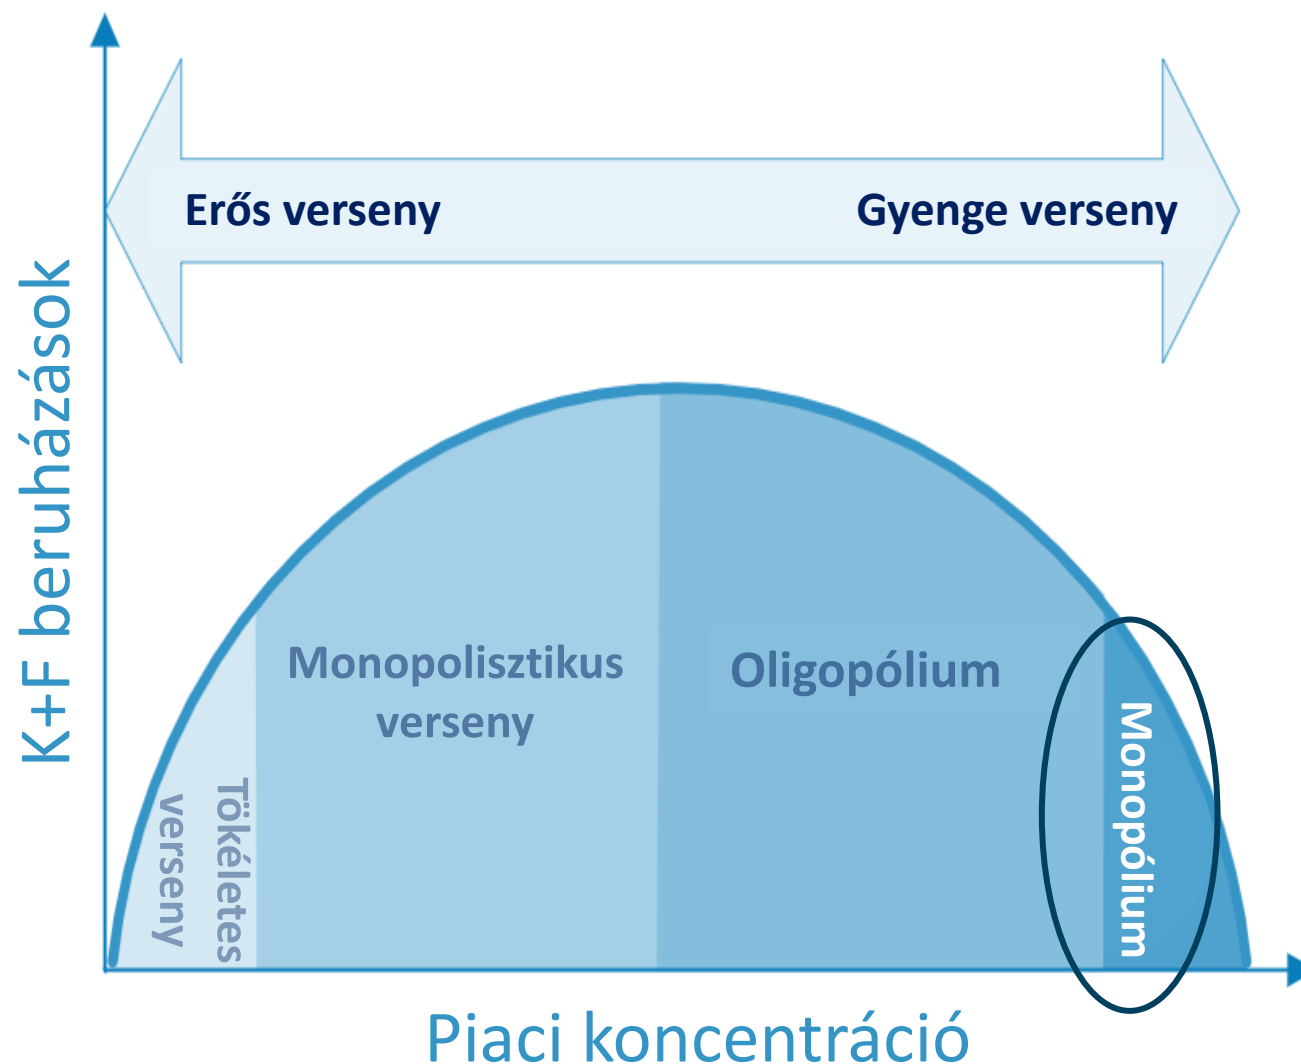 Erős verseny
Gyenge verseny
K+F beruházások
Monopolisztikus
verseny
Oligopólium
Tökéletes
verseny
Monopólium
Piaci koncentráció